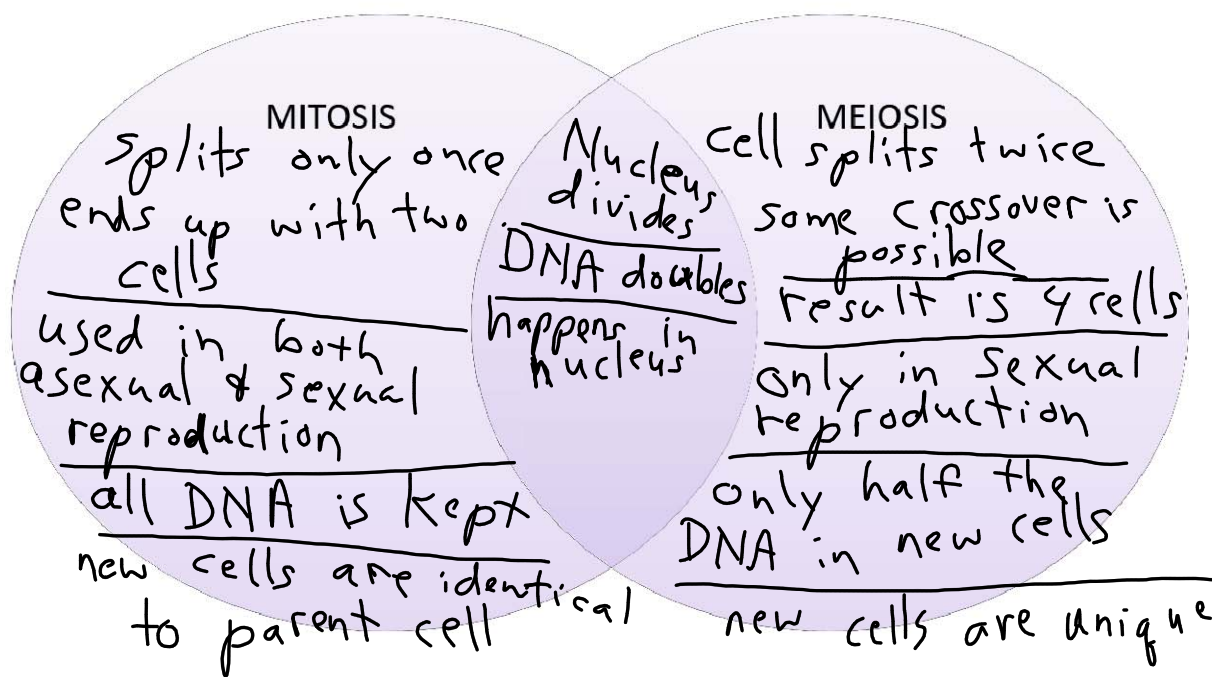 MITOSIS
splits only once
ends up with two
cells
used in both
asexual & sexual
reproduction
all DNA is kept
new cells are identical
to parent cell
Nucleus
divides
DNA doubles
happens in
nucleus
MEIOSIS
cell splits twice
some crossover is
possible
result is 4 cells
only in sexual
reproduction
only half the
DNA in new cells
new cells are unique